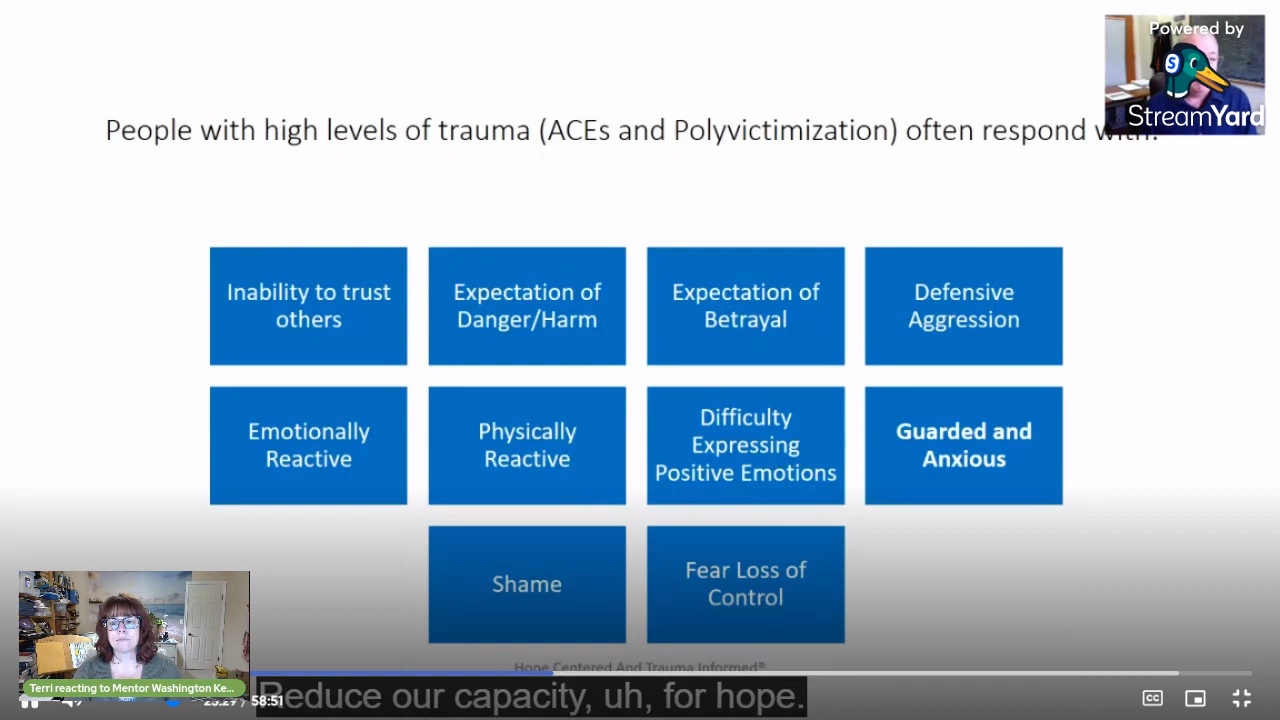 Powered by
StreamYard
People with high levels of trauma (ACEs and Polyvictimization) often respond with:
Inability to trust
others
Expectation of
Danger/Harm
Expectation of
Betrayal
Defensive
Aggression
Emotionally
Reactive
Physically
Reactive
Difficulty
Expressing
Positive Emotions
Guarded and
Anxious
Shame
Fear Loss of
Control
Hope Centered And Trauma Informed®
Terri reacting to Mentor Washington Ke...
/ 58:51
Reduce our capacity, uh, for hope.
CC